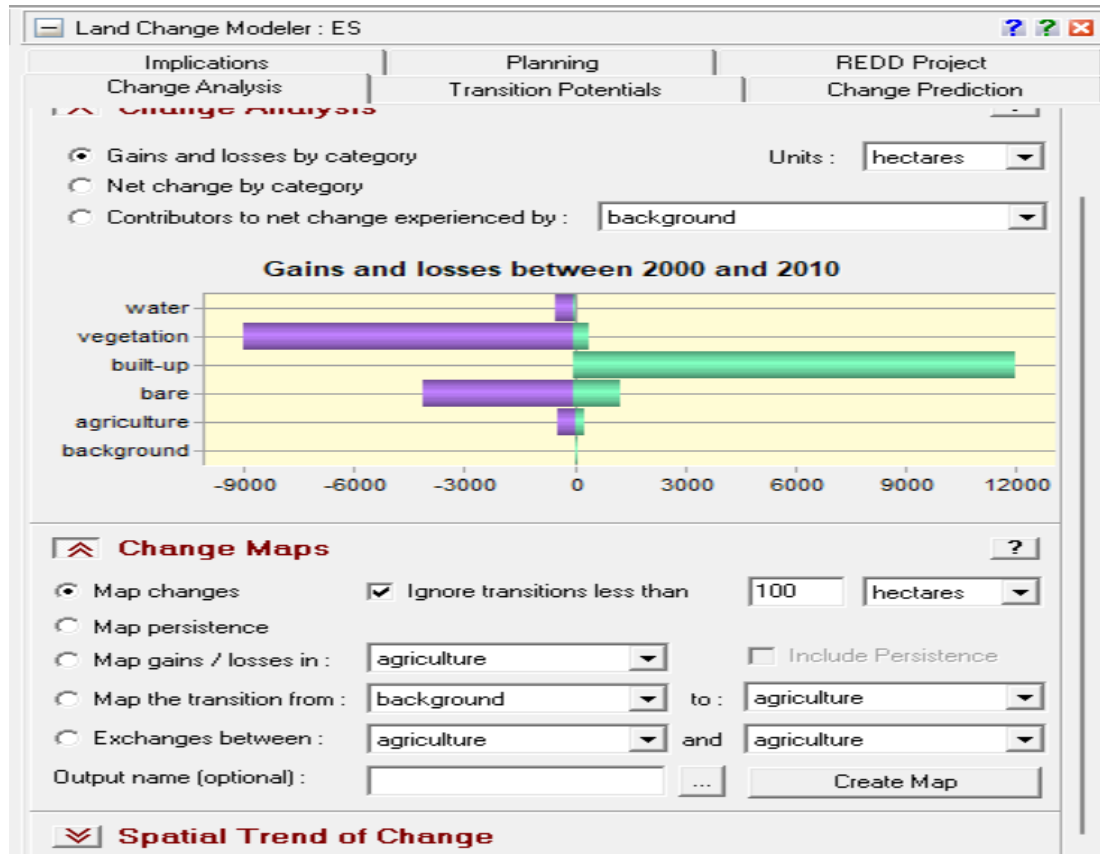 Land Change Modeler : ES ? ?
Implications Planning REDD Project
Change Analysis Transition Potentials Change Prediction
Change Analysis
Gains and losses by category Units : hectares
Net change by category
Contributors to net change experienced by : background
Gains and losses between 2000 and 2010
water
vegetation
built-up
bare
agriculture
background
-9000 -6000 -3000 0 3000 6000 9000 12000
Change Maps ?
Map changes Ignore transitions less than 100 hectares
Map persistence
Map gains / losses in : agriculture Include Persistence
Map the transition from : background to : agriculture
Exchanges between : agriculture and agriculture
Output name (optional) : ... Create Map
Spatial Trend of Change